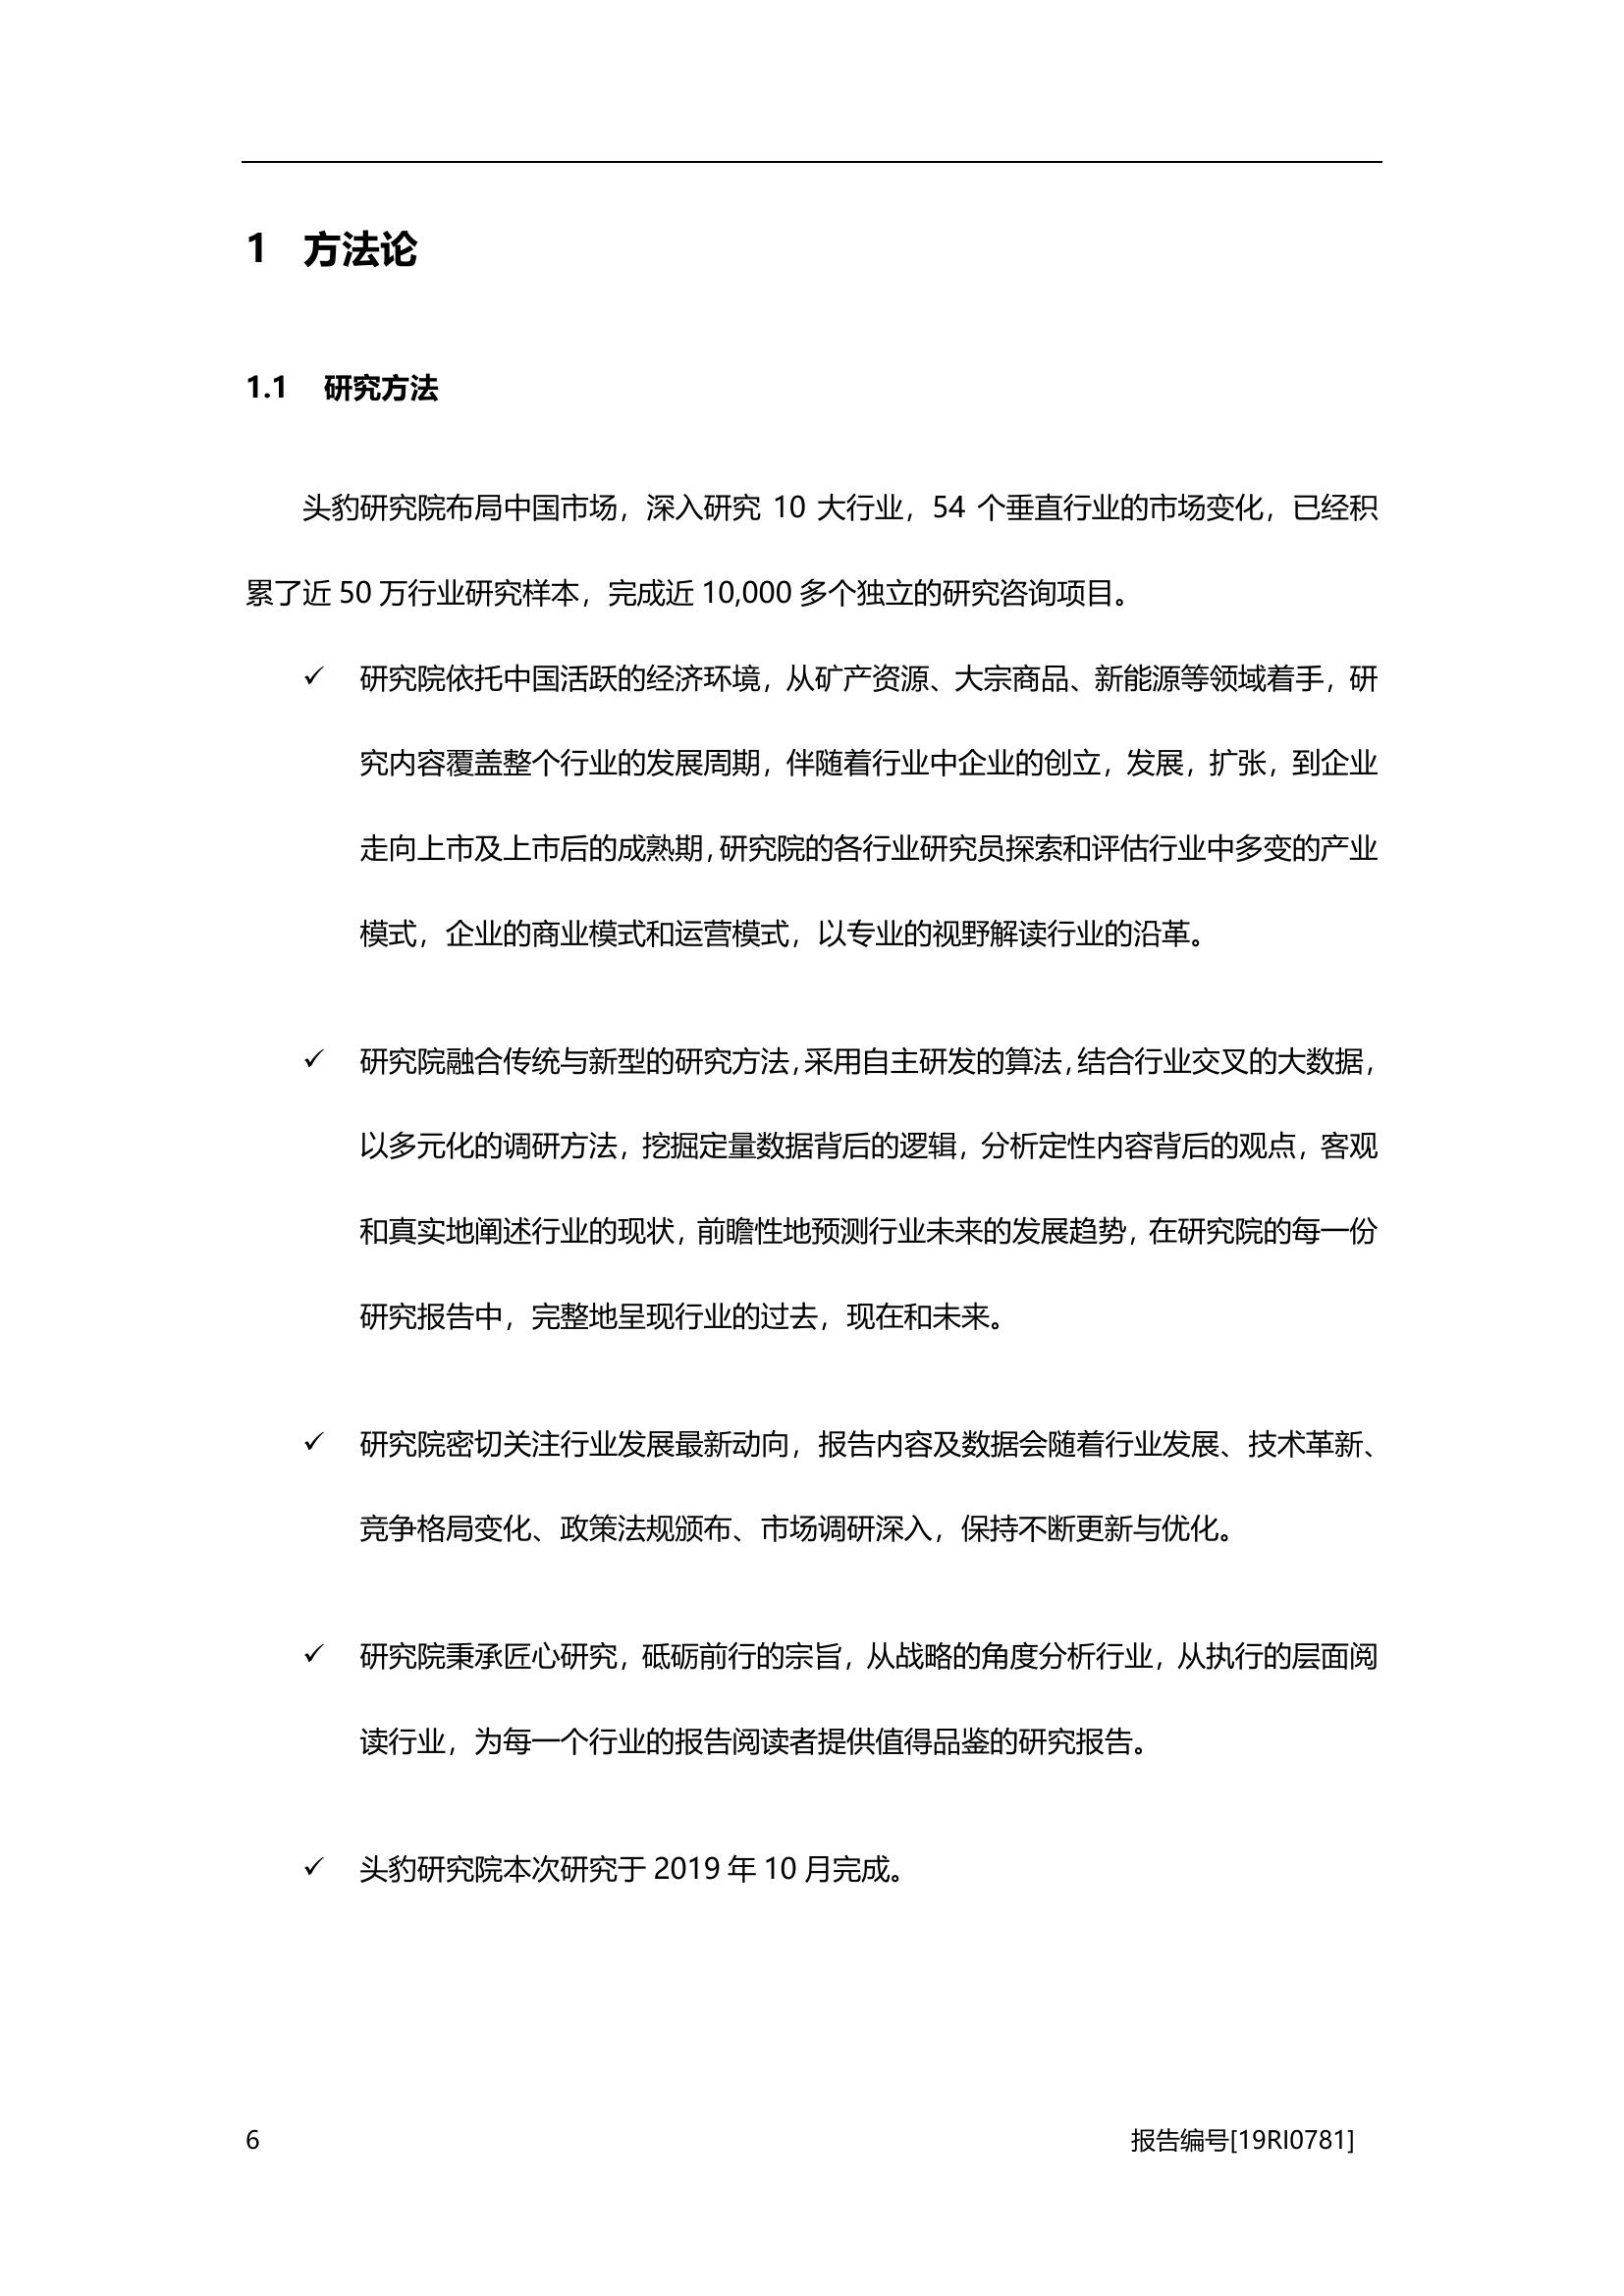 1 方法论
1.1 研究方法
头豹研究院布局中国市场，深入研究 10 大行业，54 个垂直行业的市场变化，已经积
累了近 50 万行业研究样本，完成近 10,000 多个独立的研究咨询项目。
✓ 研究院依托中国活跃的经济环境，从矿产资源、大宗商品、新能源等领域着手，研
究内容覆盖整个行业的发展周期，伴随着行业中企业的创立，发展，扩张，到企业
走向上市及上市后的成熟期，研究院的各行业研究员探索和评估行业中多变的产业
模式，企业的商业模式和运营模式，以专业的视野解读行业的沿革。
✓ 研究院融合传统与新型的研究方法，采用自主研发的算法，结合行业交叉的大数据，
以多元化的调研方法，挖掘定量数据背后的逻辑，分析定性内容背后的观点，客观
和真实地阐述行业的现状，前瞻性地预测行业未来的发展趋势，在研究院的每一份
研究报告中，完整地呈现行业的过去，现在和未来。
✓ 研究院密切关注行业发展最新动向，报告内容及数据会随着行业发展、技术革新、
竞争格局变化、政策法规颁布、市场调研深入，保持不断更新与优化。
✓ 研究院秉承匠心研究，砥砺前行的宗旨，从战略的角度分析行业，从执行的层面阅
读行业，为每一个行业的报告阅读者提供值得品鉴的研究报告。
✓ 头豹研究院本次研究于 2019 年 10 月完成。
6 报告编号[19RI0781]